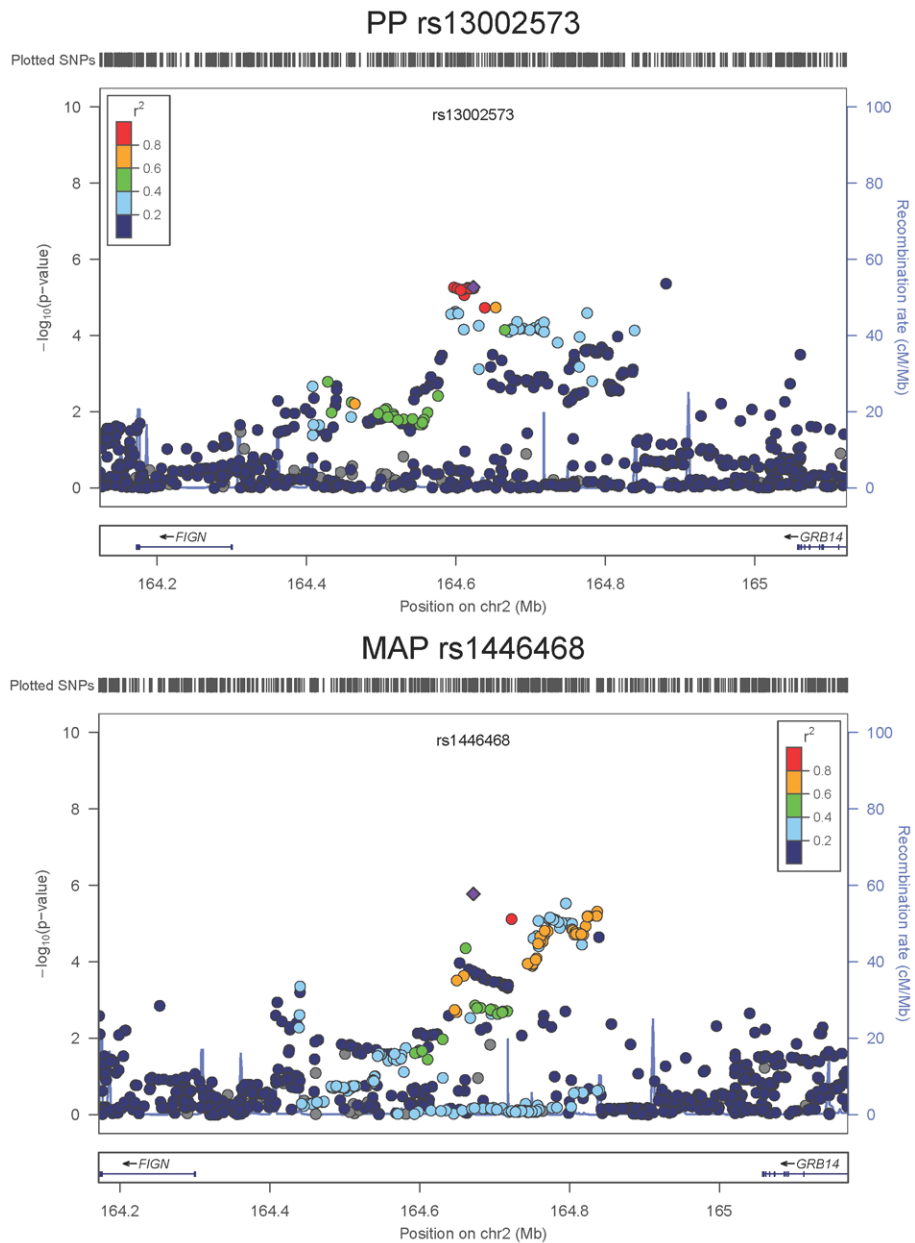 PP rs13002573
Plotted SNPs
rs13002573
r²
0.8
0.6
0.4
0.2
10
8
6
4
2
0
−log₁₀(p−value)
100
80
60
40
20
0
Recombination rate (cM/Mb)
←FIGN
←GRB14
164.2 164.4 164.6 164.8 165
Position on chr2 (Mb)
MAP rs1446468
Plotted SNPs
rs1446468
r²
0.8
0.6
0.4
0.2
10
8
6
4
2
0
−log₁₀(p−value)
100
80
60
40
20
0
Recombination rate (cM/Mb)
←FIGN
←GRB14
164.2 164.4 164.6 164.8 165
Position on chr2 (Mb)